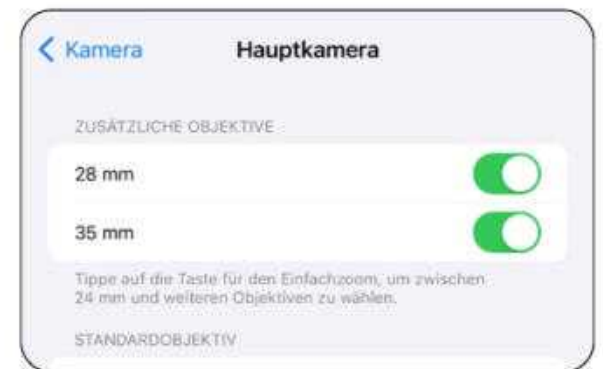 Kamera
Hauptkamera
ZUSÄTZLICHE OBJEKTIVE
28 mm
35 mm
Tippe auf die Taste für den Einfachzoom, um zwischen
24 mm und weiteren Objektiven zu wählen.
STANDARDOBJEKTIV